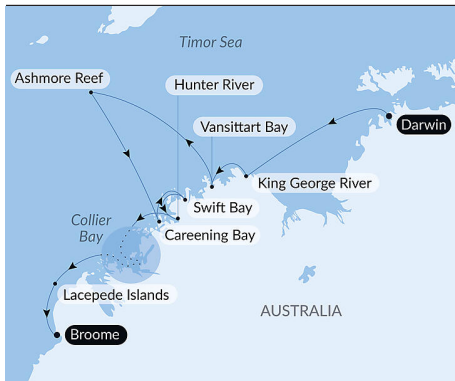 Timor Sea
Ashmore Reef
Hunter River
Vansittart Bay
Darwin
King George River
Swift Bay
Collier
Bay
Careening Bay
Lacepede Islands
AUSTRALIA
Broome